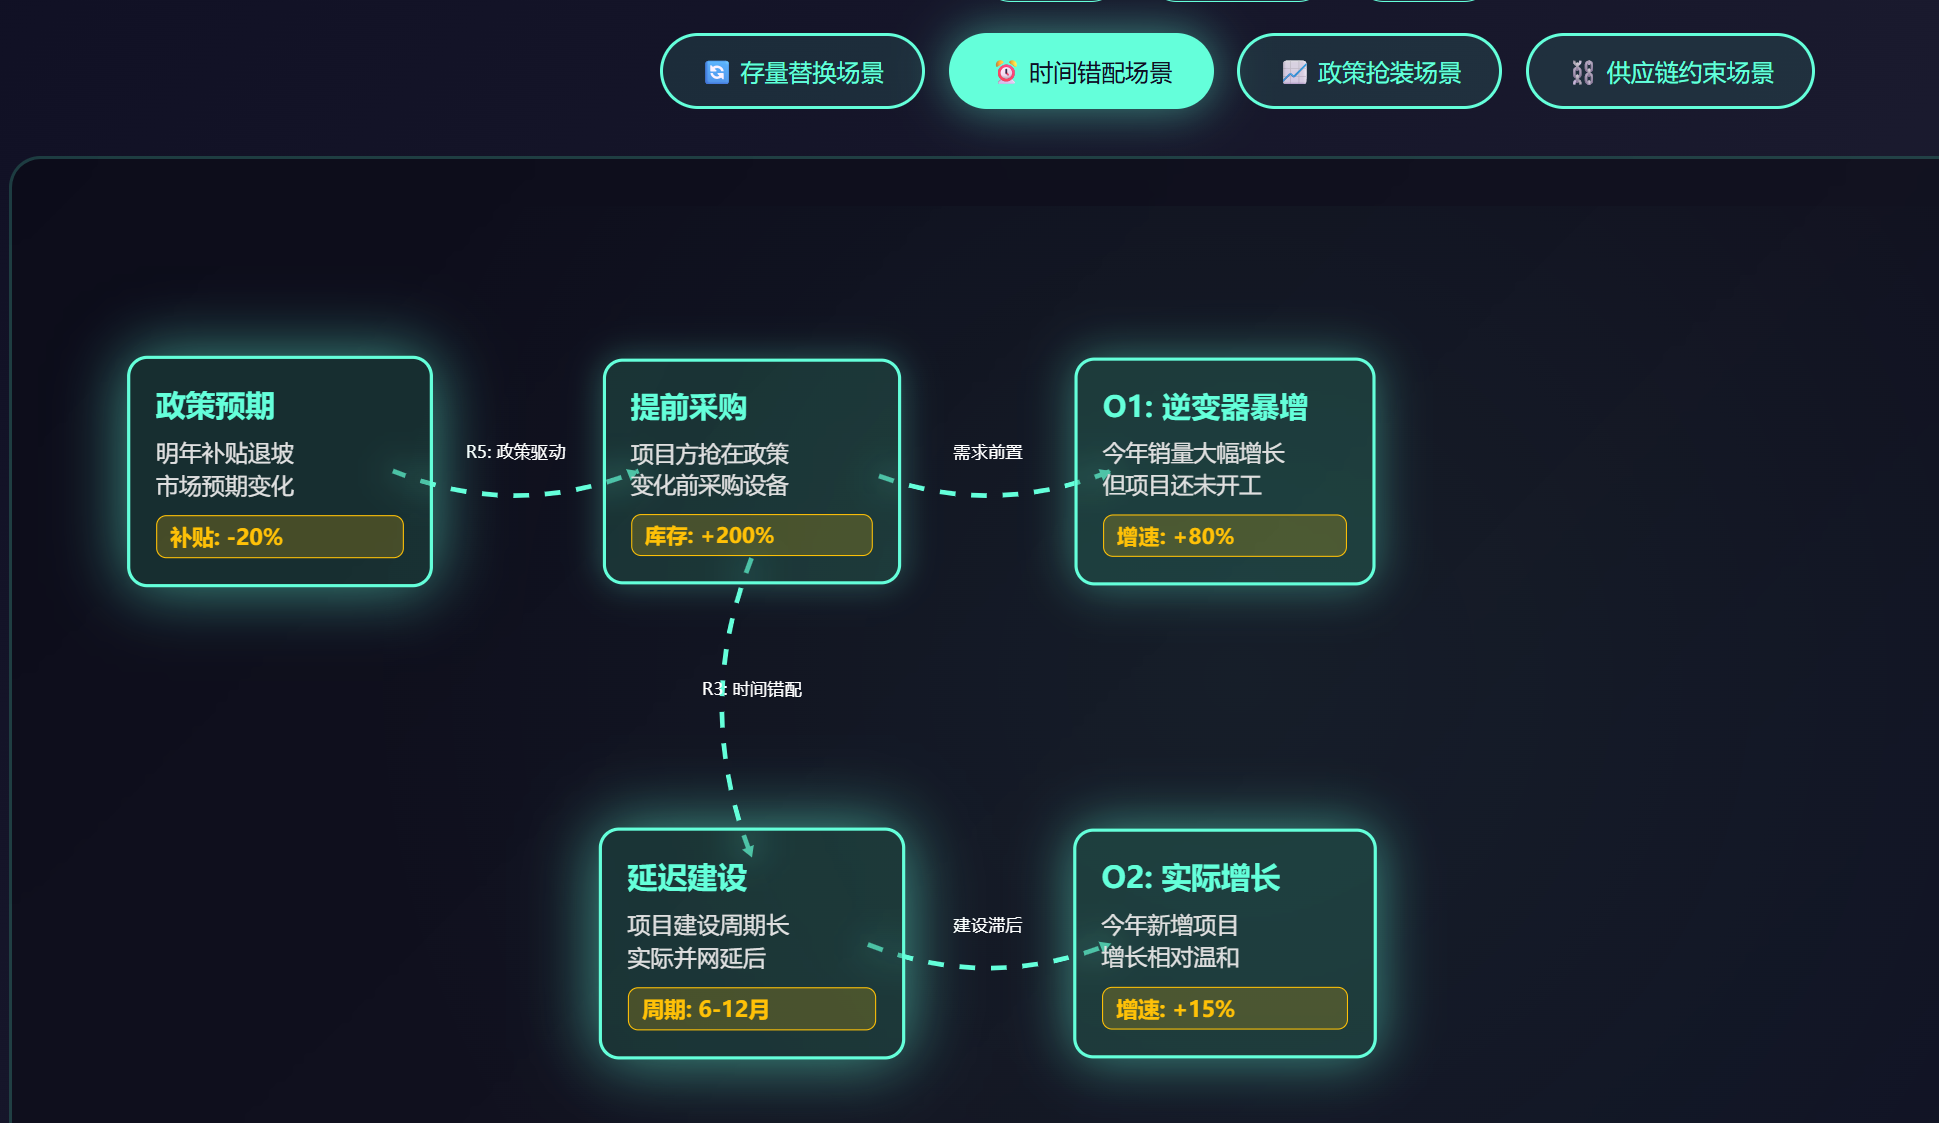 存量替换场景
时间错配场景
政策抢装场景
供应链约束场景
政策预期
明年补贴退坡
市场预期变化
补贴: -20%
R5: 政策驱动
提前采购
项目方抢在政策
变化前采购设备
库存: +200%
需求前置
O1: 逆变器暴增
今年销量大幅增长
但项目还未开工
增速: +80%
R3: 时间错配
延迟建设
项目建设周期长
实际并网延后
周期: 6-12月
建设滞后
O2: 实际增长
今年新增项目
增长相对温和
增速: +15%